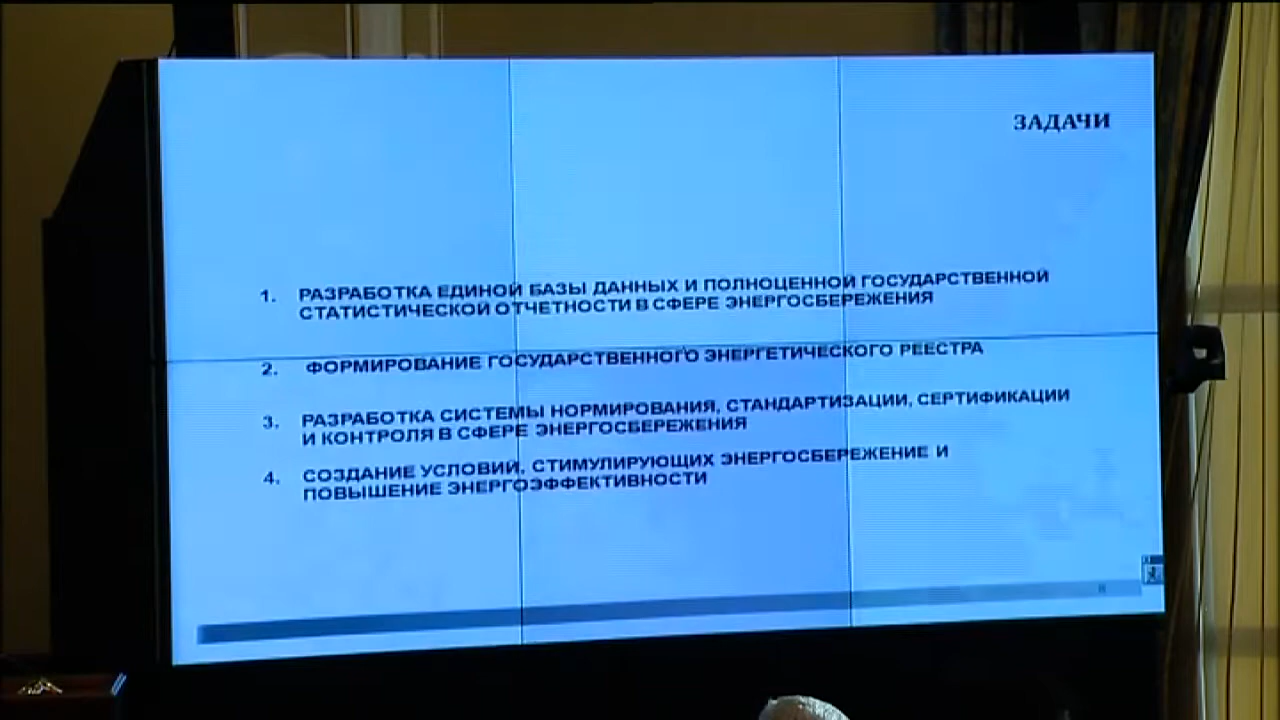 ЗАДАЧИ
1. РАЗРАБОТКА ЕДИНОЙ БАЗЫ ДАННЫХ И ПОЛНОЦЕННОЙ ГОСУДАРСТВЕННОЙ
СТАТИСТИЧЕСКОЙ ОТЧЕТНОСТИ В СФЕРЕ ЭНЕРГОСБЕРЕЖЕНИЯ
2. ФОРМИРОВАНИЕ ГОСУДАРСТВЕННОГО ЭНЕРГЕТИЧЕСКОГО РЕЕСТРА
3. РАЗРАБОТКА СИСТЕМЫ НОРМИРОВАНИЯ, СТАНДАРТИЗАЦИИ, СЕРТИФИКАЦИИ
И КОНТРОЛЯ В СФЕРЕ ЭНЕРГОСБЕРЕЖЕНИЯ
4. СОЗДАНИЕ УСЛОВИЙ, СТИМУЛИРУЮЩИХ ЭНЕРГОСБЕРЕЖЕНИЕ И
ПОВЫШЕНИЕ ЭНЕРГОЭФФЕКТИВНОСТИ